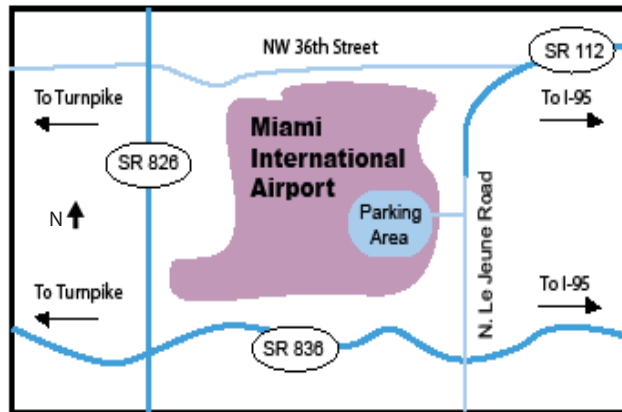 NW 36th Street
SR 112
To Turnpike
To I-95
Miami
International
Airport
SR 826
N
Parking
Area
N. Le Jeune Road
To Turnpike
To I-95
SR 836